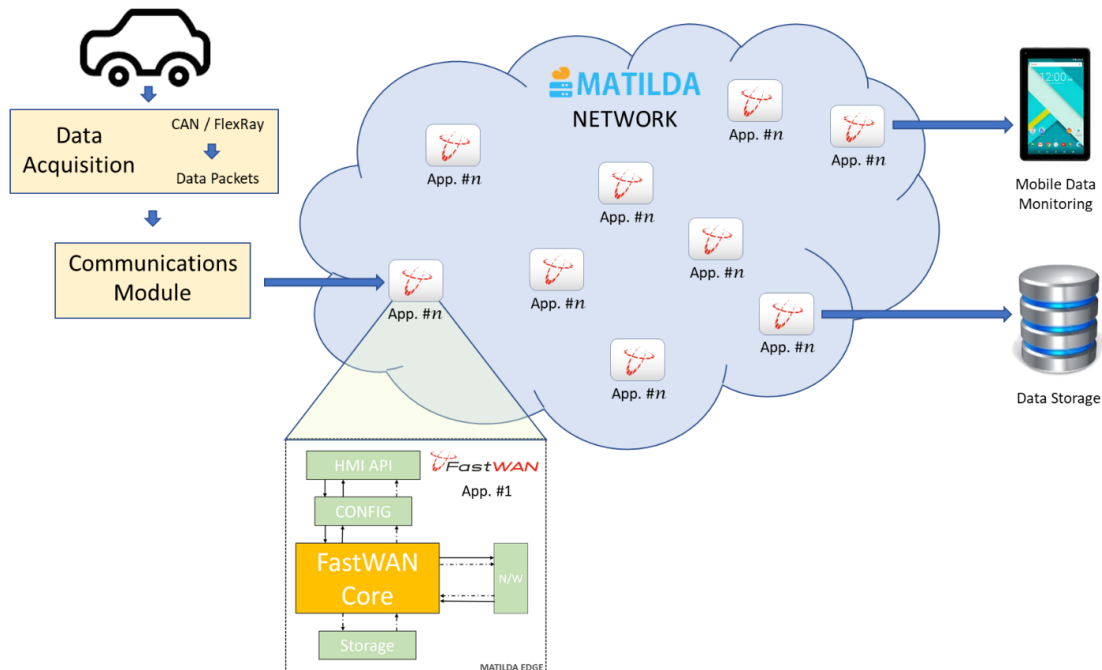 Data
Acquisition
CAN / FlexRay
Data Packets
Communications
Module
MATILDA
NETWORK
App. #n
App. #n
App. #n
App. #n
App. #n
App. #n
App. #n
App. #n
App. #n
12:00
Mobile Data
Monitoring
Data Storage
HMI API
FastWAN
App. #1
CONFIG
FastWAN
Core
N/W
Storage
MATILDA EDGE